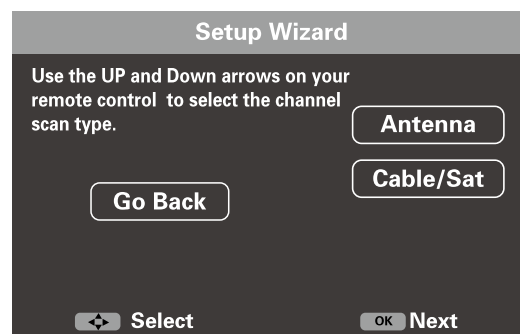 Setup Wizard
Use the UP and Down arrows on your
remote control to select the channel
scan type.
Antenna
Cable/Sat
Go Back
Select
OK Next